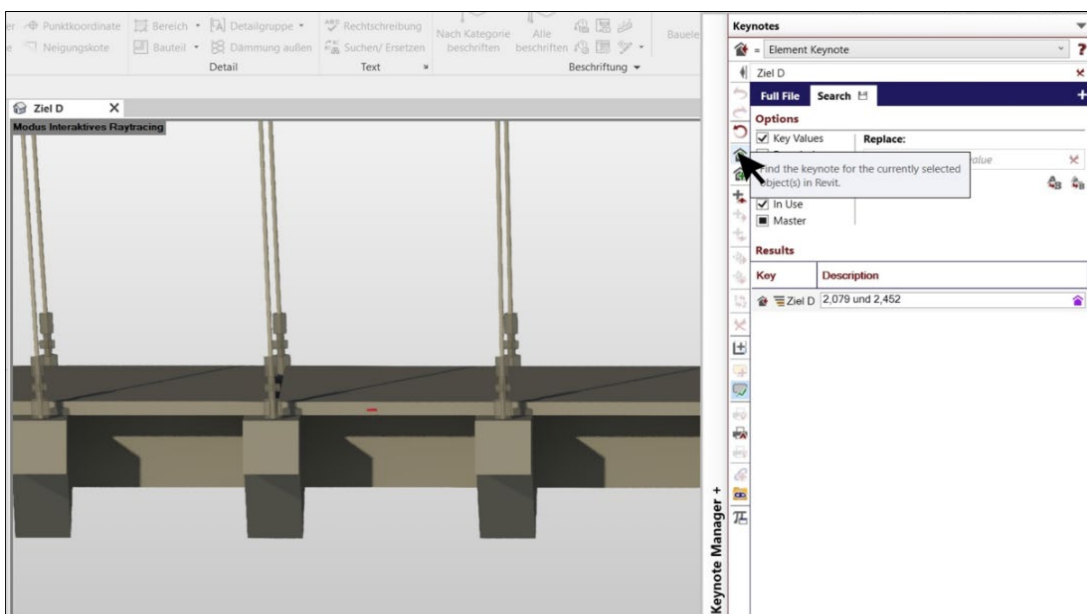 Punktkoordinate Bereich Detailgruppe Rechtschreibung
Neigungskote Bauteil Dämmung außen Suchen/ Ersetzen
Nach Kategorie beschriften
Alle beschriften
Bauele
Detail Text Beschriftung
Ziel D X
Modus Interaktives Raytracing
Keynotes
= Element Keynote
?
Ziel D
Full File Search +
Options
Key Values Replace:
Find the keynote for the currently selected
object(s) in Revit.
In Use
Master
Results
Key Description
Ziel D 2,079 und 2,452
Keynote Manager +